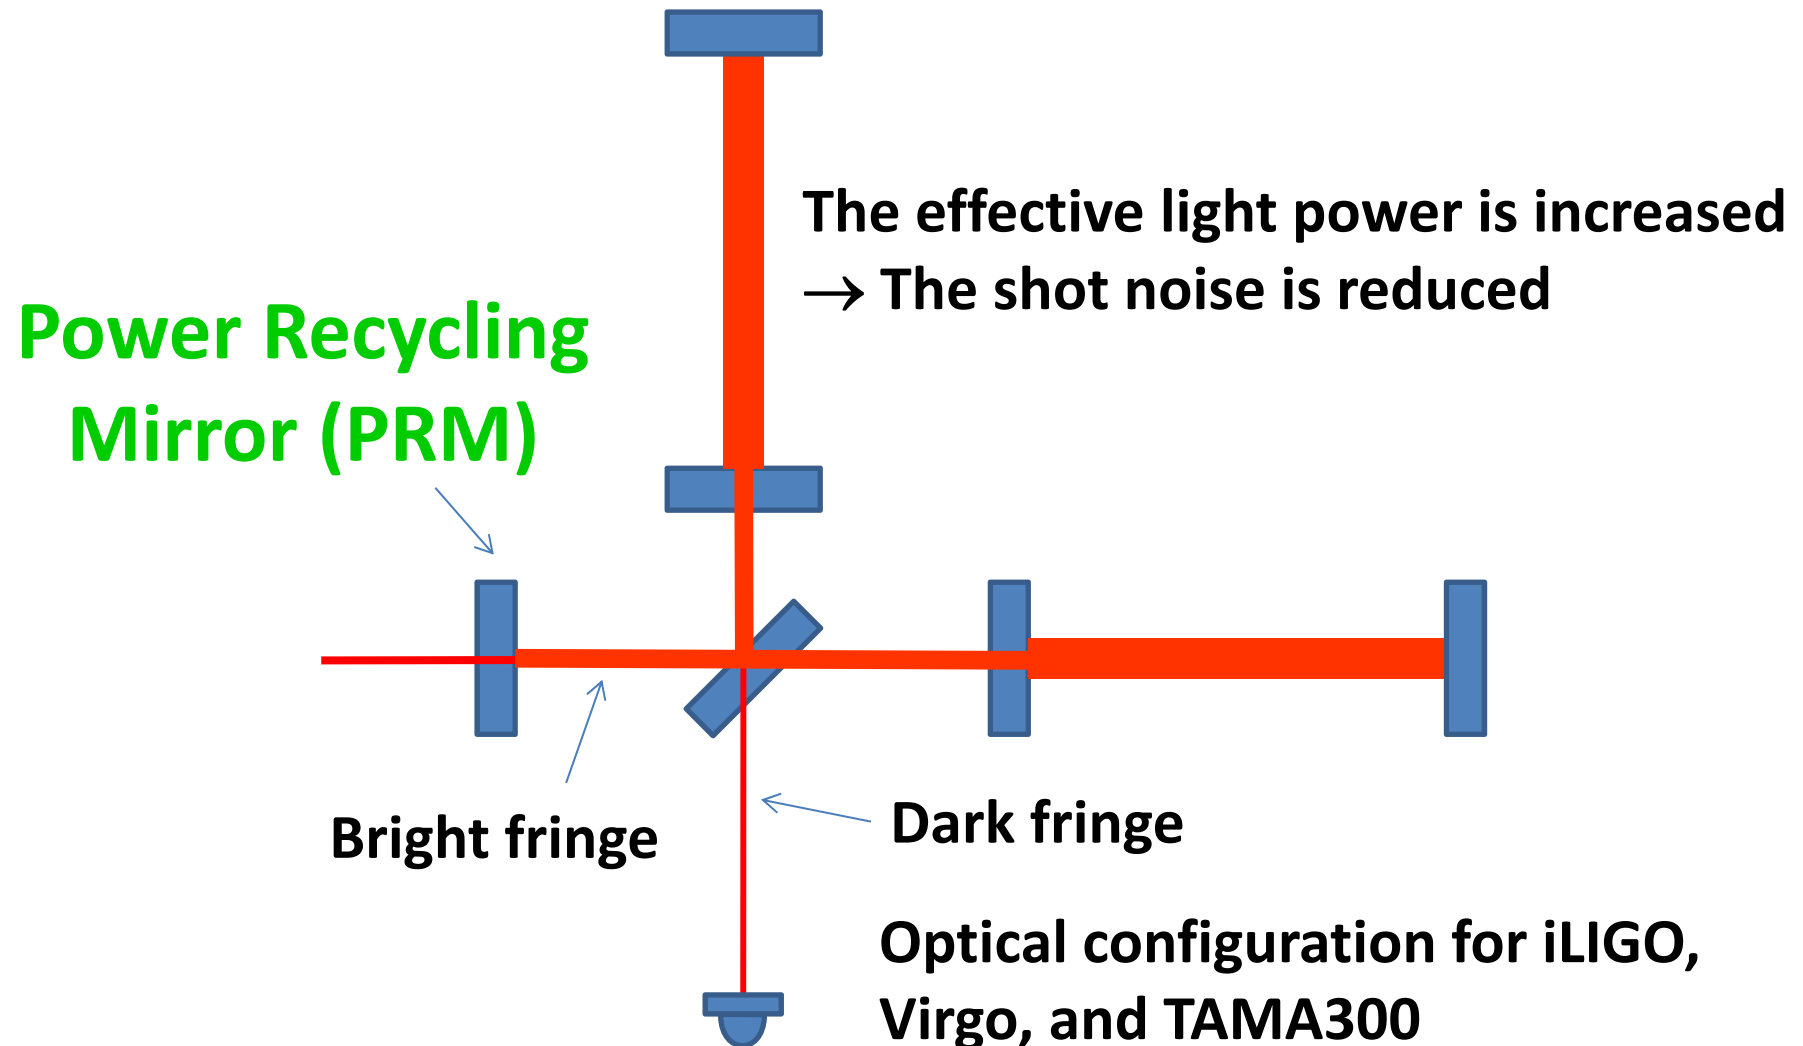 The effective light power is increased
→ The shot noise is reduced
Power Recycling
Mirror (PRM)
Bright fringe
Dark fringe
Optical configuration for iLIGO,
Virgo, and TAMA300